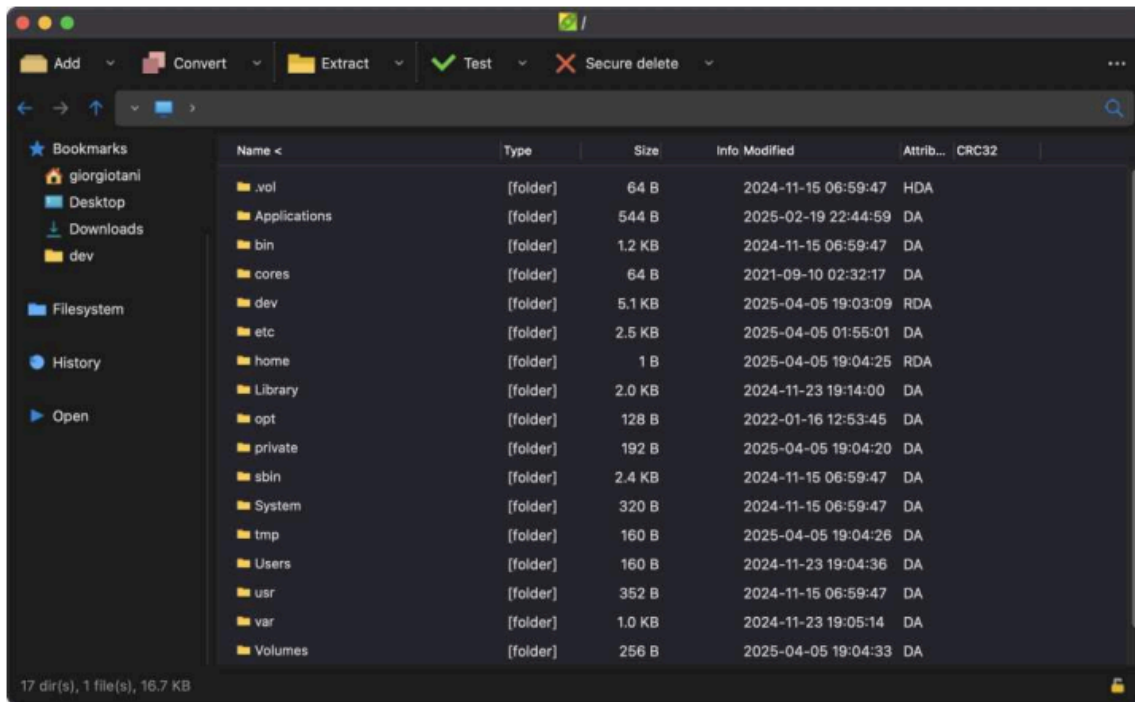 /
Add Convert Extract Test Secure delete ...
Bookmarks
giorgiotani
Desktop
Downloads
dev
Filesystem
History
Open
Name < Type Size Info Modified Attrib... CRC32
.vol [folder] 64 B 2024-11-15 06:59:47 HDA
Applications [folder] 544 B 2025-02-19 22:44:59 DA
bin [folder] 1.2 KB 2024-11-15 06:59:47 DA
cores [folder] 64 B 2021-09-10 02:32:17 DA
dev [folder] 5.1 KB 2025-04-05 19:03:09 RDA
etc [folder] 2.5 KB 2025-04-05 01:55:01 DA
home [folder] 1 B 2025-04-05 19:04:25 RDA
Library [folder] 2.0 KB 2024-11-23 19:14:00 DA
opt [folder] 128 B 2022-01-16 12:53:45 DA
private [folder] 192 B 2025-04-05 19:04:20 DA
sbin [folder] 2.4 KB 2024-11-15 06:59:47 DA
System [folder] 320 B 2024-11-15 06:59:47 DA
tmp [folder] 160 B 2025-04-05 19:04:26 DA
Users [folder] 160 B 2024-11-23 19:04:36 DA
usr [folder] 352 B 2024-11-15 06:59:47 DA
var [folder] 1.0 KB 2024-11-23 19:05:14 DA
Volumes [folder] 256 B 2025-04-05 19:04:33 DA
17 dir(s), 1 file(s), 16.7 KB